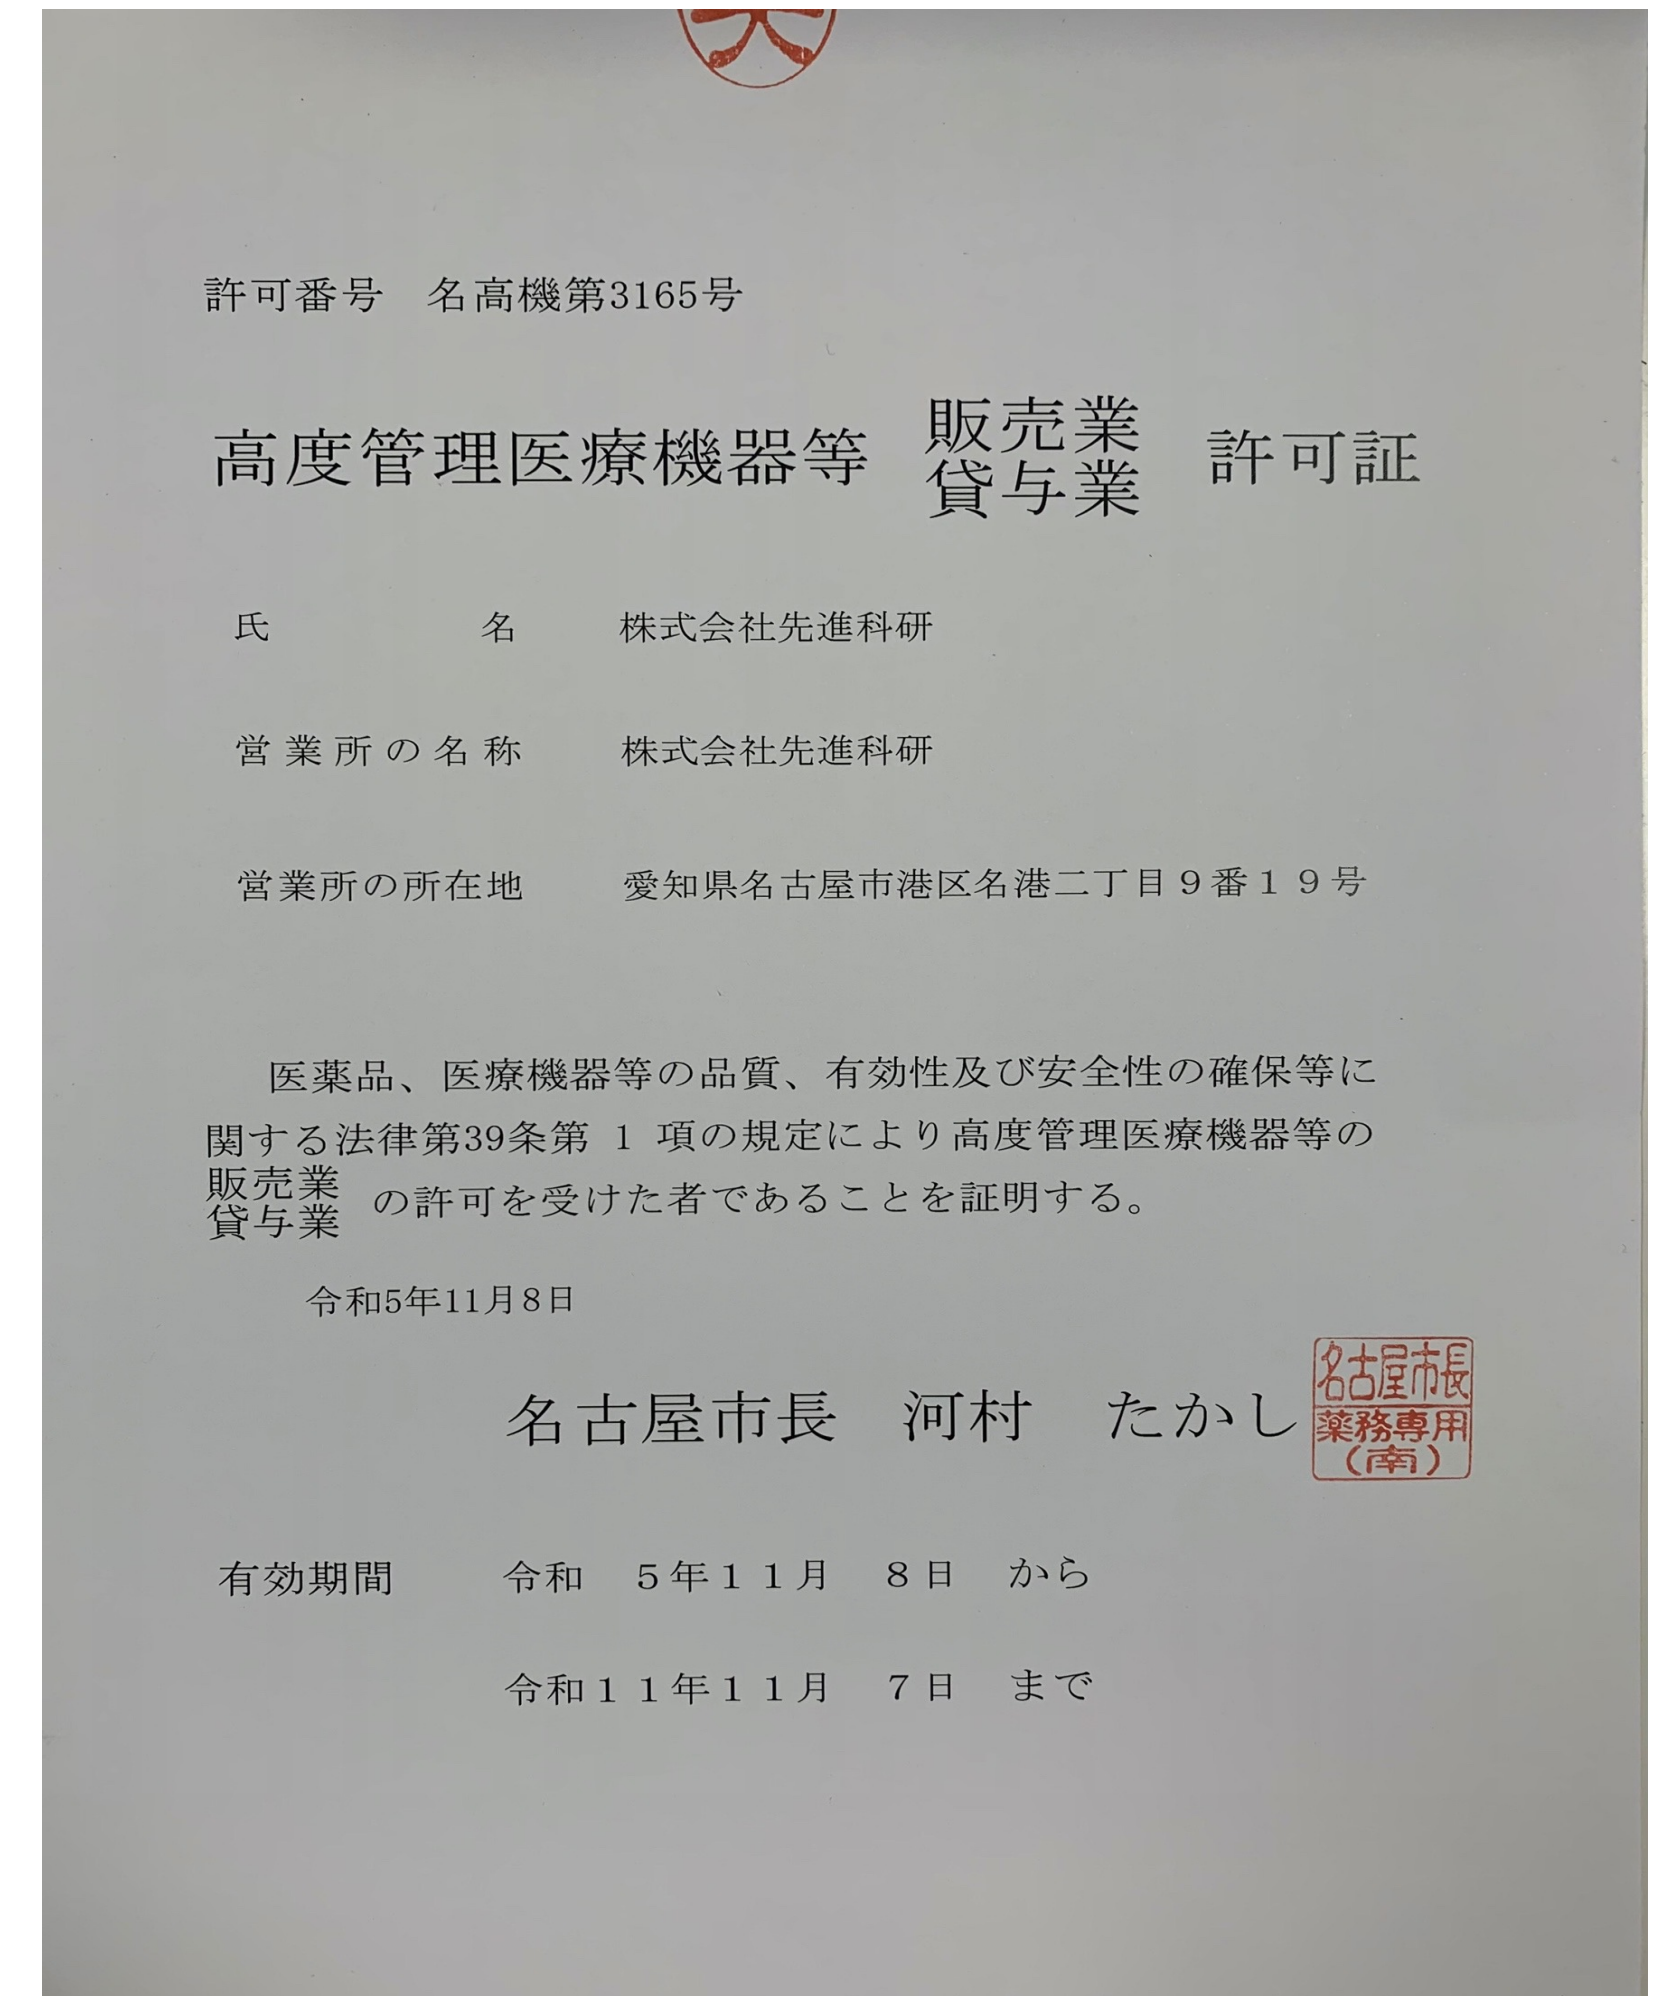 許可番号　名高機第3165号
高度管理医療機器等　販売業　許可証
貸与業
氏　　　　　名　　株式会社先進科研
営業所の名称　　株式会社先進科研
営業所の所在地　　愛知県名古屋市港区名港二丁目９番１９号
医薬品、医療機器等の品質、有効性及び安全性の確保等に
関する法律第39条第１項の規定により高度管理医療機器等の
販売業
貸与業　の許可を受けた者であることを証明する。
令和5年11月8日
名古屋市長　河村　たかし
名古屋市長
薬務専用
(南)
有効期間　　令和　５年１１月　８日　から
令和１１年１１月　７日　まで